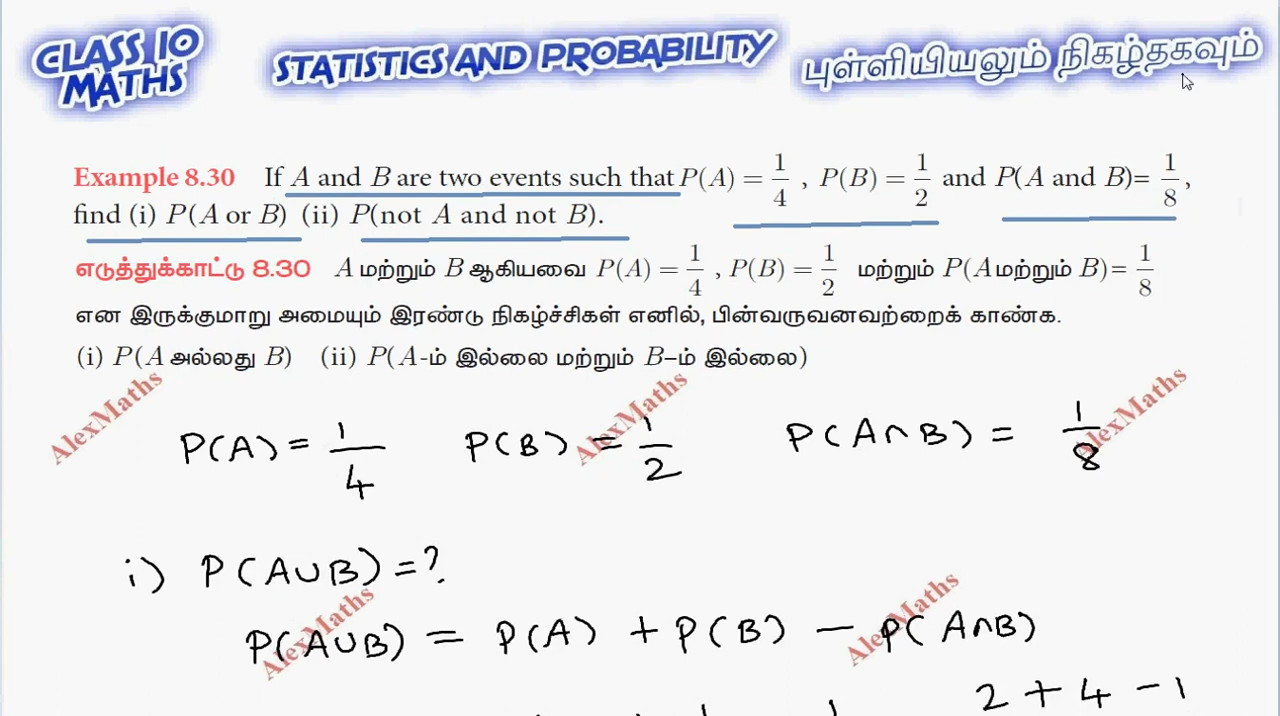 CLASS 10
MATHS
STATISTICS AND PROBABILITY
புள்ளியியலும் நிகழ்தகவும்
Example 8.30 If A and B are two events such that P(A) = 1/4 , P(B) = 1/2 and P(A and B)= 1/8 ,
find (i) P(A or B) (ii) P(not A and not B).
எடுத்துக்காட்டு 8.30 A மற்றும் B ஆகியவை P(A) = 1/4 , P(B) = 1/2 மற்றும் P(A மற்றும் B)= 1/8
என இருக்குமாறு அமையும் இரண்டு நிகழ்ச்சிகள் எனில், பின்வருவனவற்றைக் காண்க.
(i) P(A அல்லது B) (ii) P(A-ம் இல்லை மற்றும் B–ம் இல்லை)
AlexMaths AlexMaths AlexMaths
P(A) = 1/4 P(B) = 1/2 P(A∩B) = 1/8
i) P(A∪B) = ?
AlexMaths AlexMaths
P(A∪B) = P(A) + P(B) – P(A∩B)
2 + 4 - 1